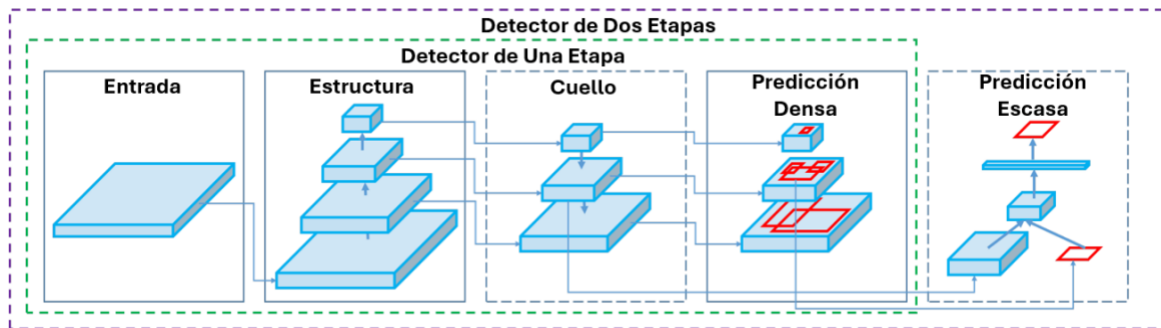 Detector de Dos Etapas
Detector de Una Etapa
Entrada
Estructura
Cuello
Predicción
Densa
Predicción
Escasa